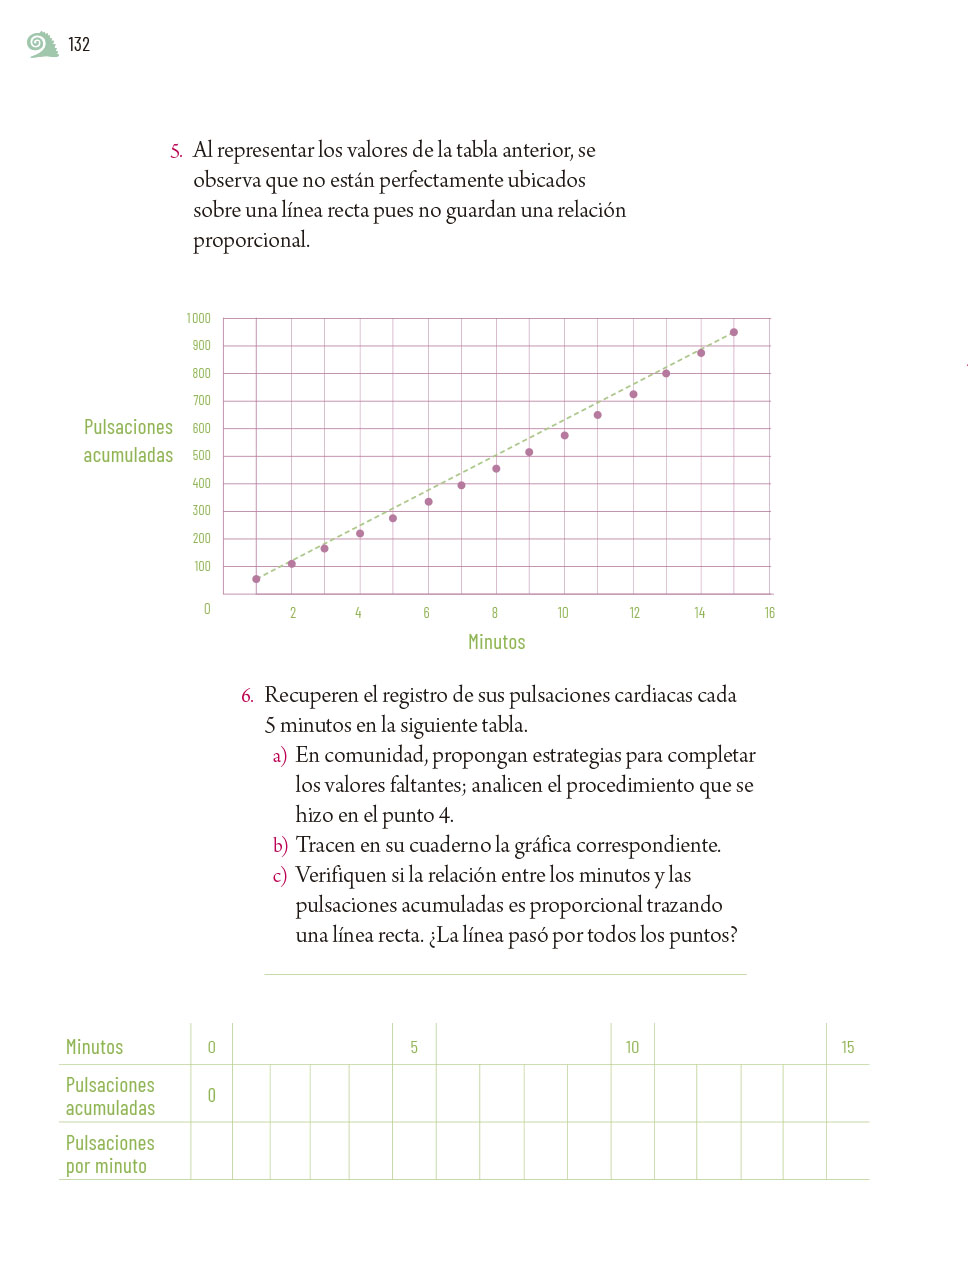 132
5. Al representar los valores de la tabla anterior, se
observa que no están perfectamente ubicados
sobre una línea recta pues no guardan una relación
proporcional.
1 000
900
800
700
Pulsaciones
acumuladas
600
500
400
300
200
100
0
2 4 6 8 10 12 14 16
Minutos
6. Recuperen el registro de sus pulsaciones cardiacas cada
5 minutos en la siguiente tabla.
a) En comunidad, propongan estrategias para completar
los valores faltantes; analicen el procedimiento que se
hizo en el punto 4.
b) Tracen en su cuaderno la gráfica correspondiente.
c) Verifiquen si la relación entre los minutos y las
pulsaciones acumuladas es proporcional trazando
una línea recta. ¿La línea pasó por todos los puntos?
Minutos 0 5 10 15
Pulsaciones
acumuladas 0
Pulsaciones
por minuto